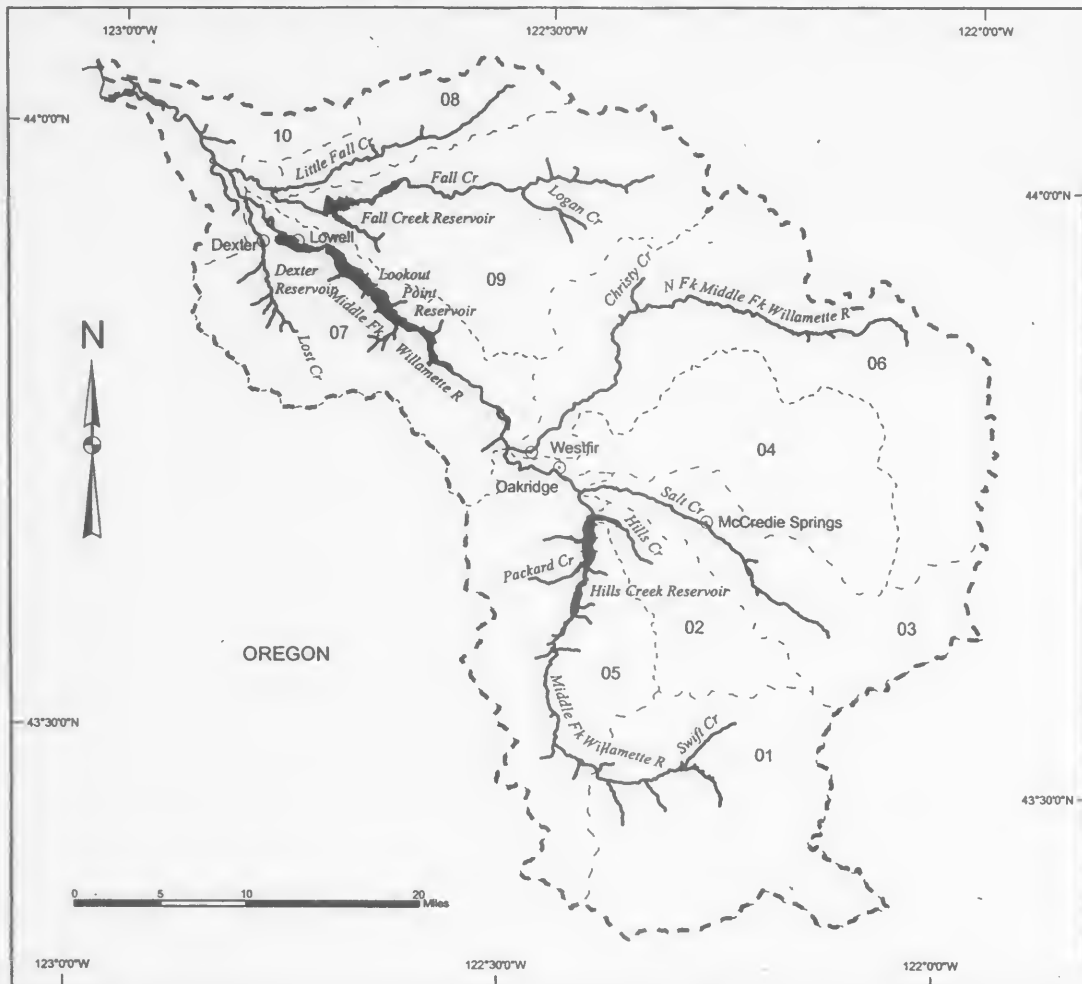 123°0'0"W
122°30'0"W
122°0'0"W
44°0'0"N
44°0'0"N
08
10
Little Fall Cr
Fall Cr
Logan Cr
Fall Creek Reservoir
Dexter
Lowell
Dexter
Reservoir
Lookout
Point
Reservoir
09
Christy Cr
N Fk Middle Fk Willamette R
Middle Fk
Willamette R
07
Lost Cr
06
N
Westfir
04
Oakridge
Salt Cr
McCredie Springs
Hills Cr
Packard Cr
Hills Creek Reservoir
02
03
OREGON
05
Middle Fk Willamette R
Swift Cr
01
43°30'0"N
43°30'0"N
0
5
10
20
Miles
123°0'0"W
122°30'0"W
122°0'0"W